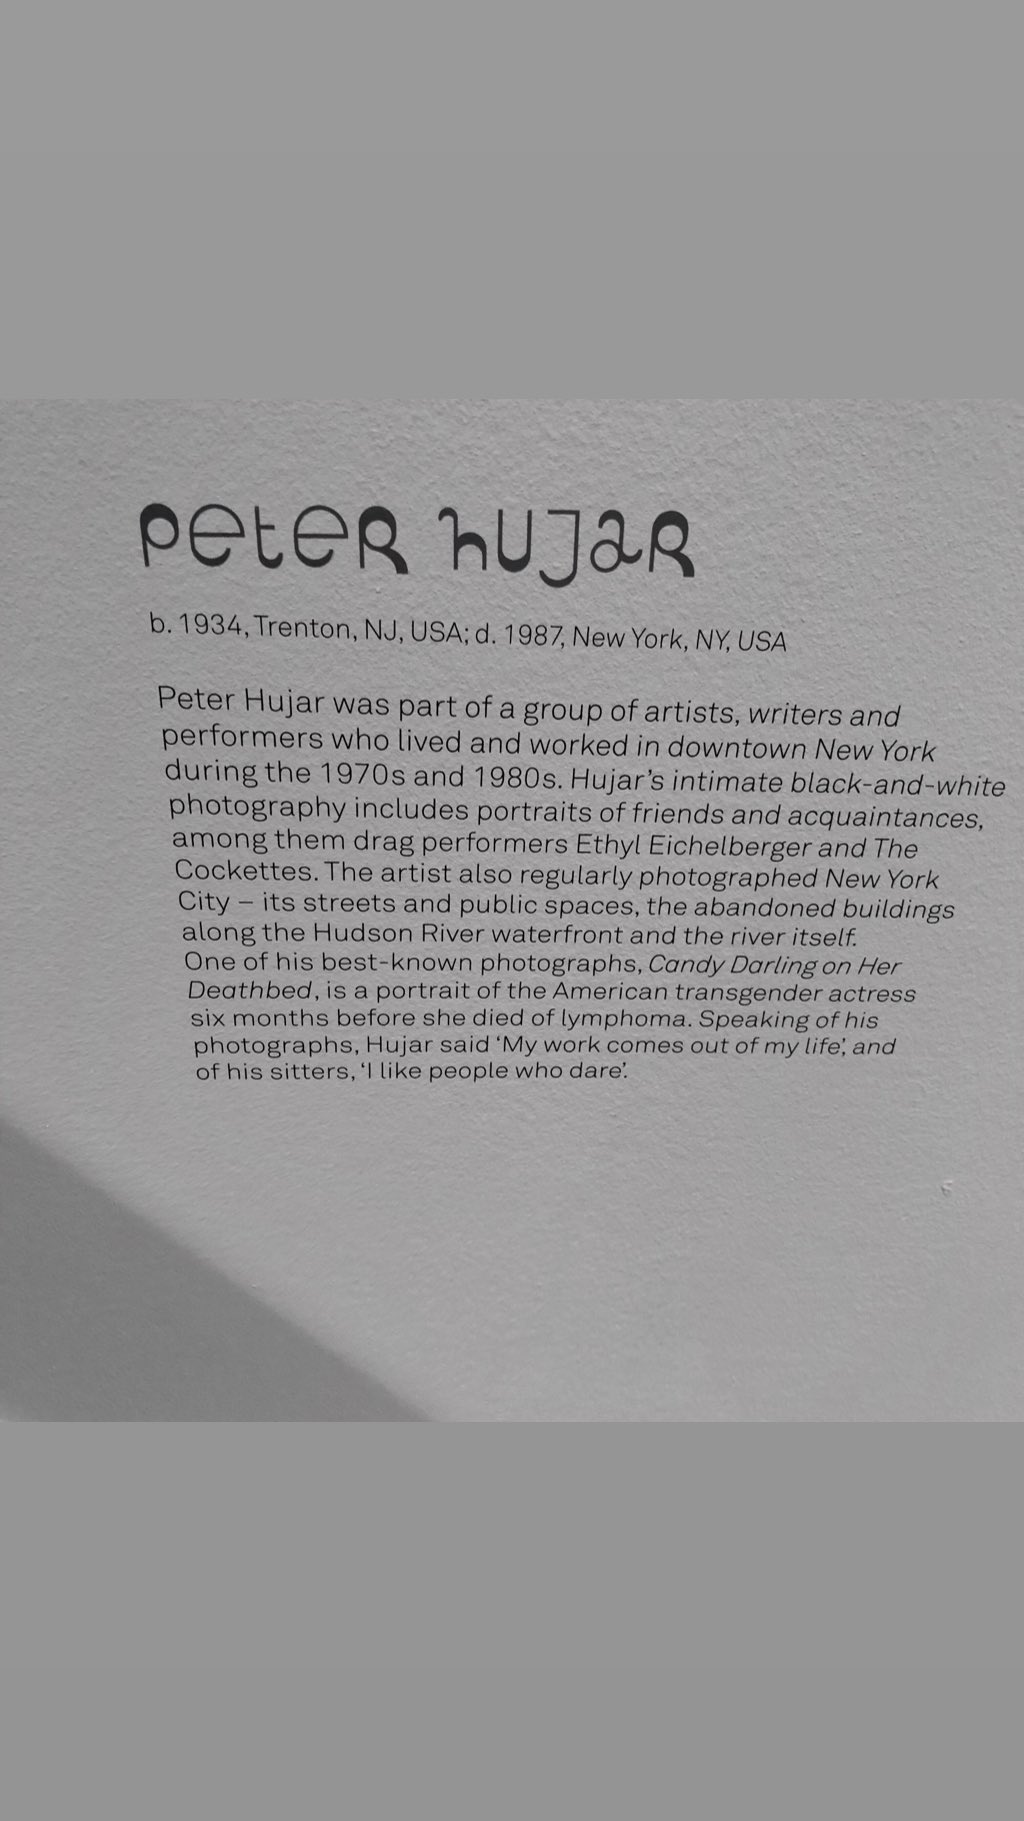 Peter Hujar
b. 1934, Trenton, NJ, USA; d. 1987, New York, NY, USA
Peter Hujar was part of a group of artists, writers and
performers who lived and worked in downtown New York
during the 1970s and 1980s. Hujar’s intimate black-and-white
photography includes portraits of friends and acquaintances,
among them drag performers Ethyl Eichelberger and The
Cockettes. The artist also regularly photographed New York
City – its streets and public spaces, the abandoned buildings
along the Hudson River waterfront and the river itself.
One of his best-known photographs, Candy Darling on Her
Deathbed, is a portrait of the American transgender actress
six months before she died of lymphoma. Speaking of his
photographs, Hujar said ‘My work comes out of my life’, and
of his sitters, ‘I like people who dare’.